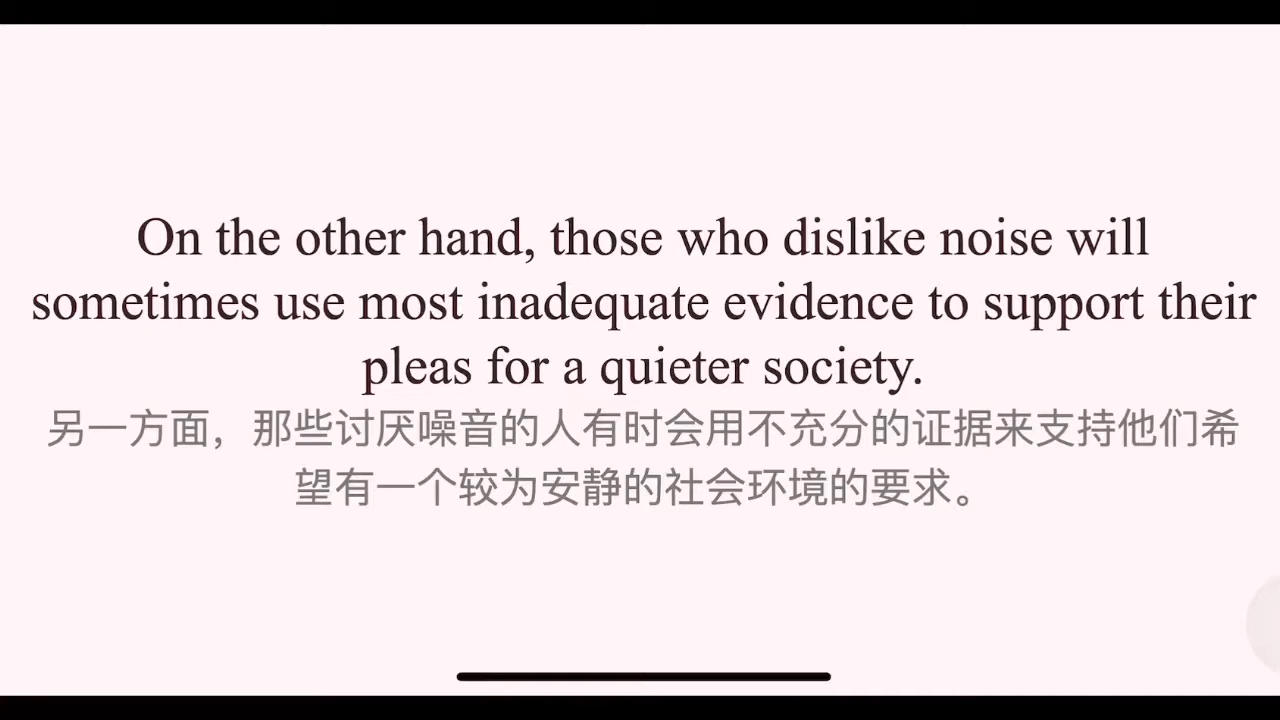 On the other hand, those who dislike noise will
sometimes use most inadequate evidence to support their
pleas for a quieter society.
另一方面，那些讨厌噪音的人有时会用不充分的证据来支持他们希
望有一个较为安静的社会环境的要求。